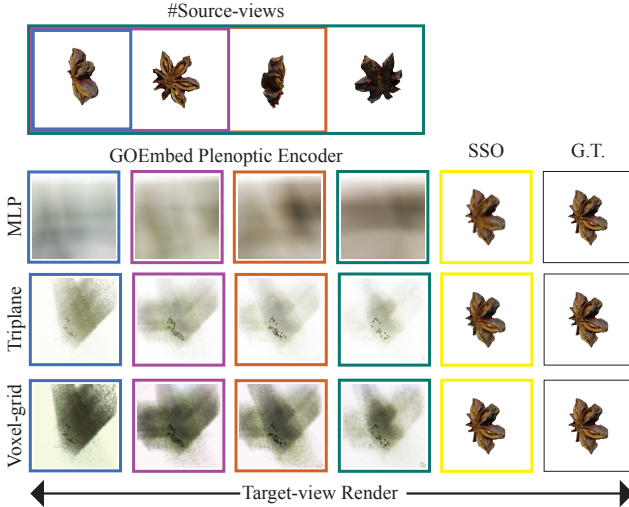 #Source-views
GOEmbed Plenoptic Encoder
SSO
G.T.
MLP
Triplane
Voxel-grid
Target-view Render